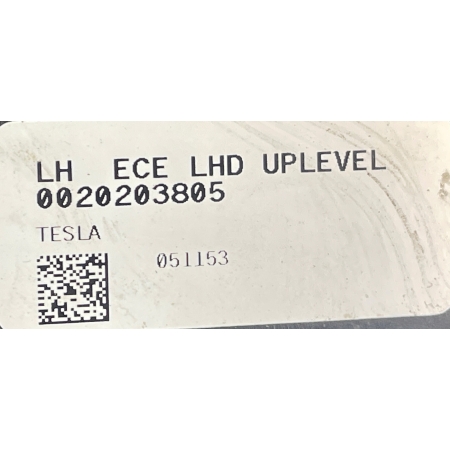 LH ECE LHD UPLEVEL
0020203805
TESLA
051153